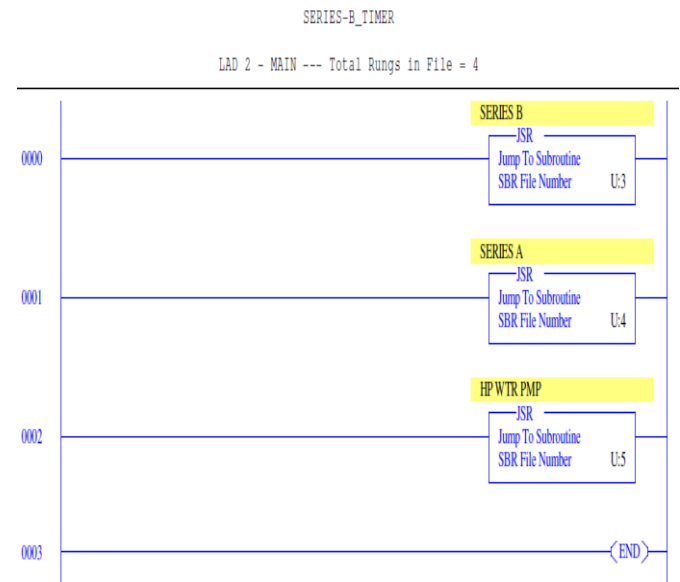 SERIES-B_TIMER
LAD 2 - MAIN --- Total Rungs in File = 4
SERIES B
JSR
0000
Jump To Subroutine
SBR File Number U:3
SERIES A
JSR
0001
Jump To Subroutine
SBR File Number U:4
HP WTR PMP
JSR
0002
Jump To Subroutine
SBR File Number U:5
0003
(END)